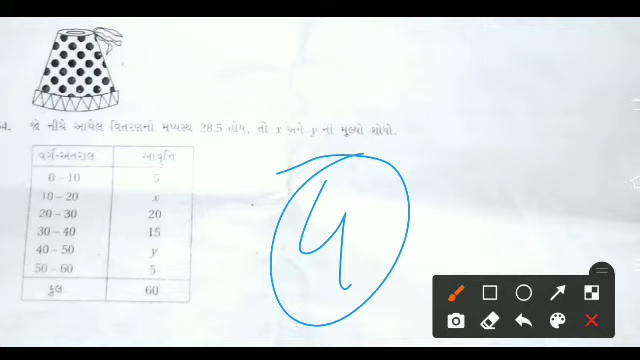 54. જો નીચે આપેલ વિતરણનો મધ્યસ્થ 28.5 હોય, તો x અને y નાં મૂલ્યો શોધો.
વર્ગ-અંતરાલ આવૃત્તિ
0 – 10 5
10 – 20 x
20 – 30 20
30 – 40 15
40 – 50 y
50 – 60 5
કુલ 60